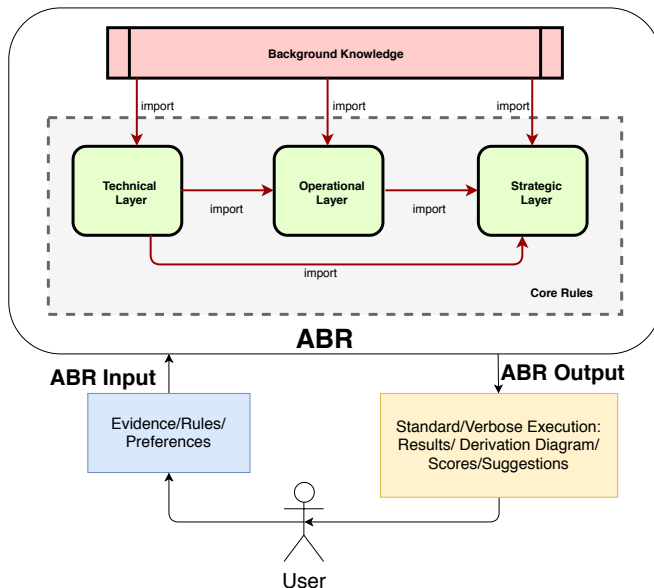 Background Knowledge
import
import
import
Technical
Layer
Operational
Layer
Strategic
Layer
import
import
import
Core Rules
ABR
ABR Input
ABR Output
Evidence/Rules/
Preferences
Standard/Verbose Execution:
Results/ Derivation Diagram/
Scores/Suggestions
User